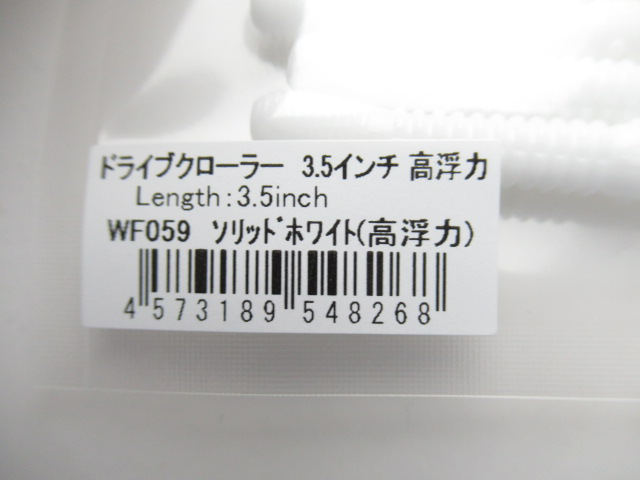 ドライブクローラー 3.5インチ 高浮力
Length:3.5inch
WF059 ソリッドホワイト(高浮力)
4 573189 548268